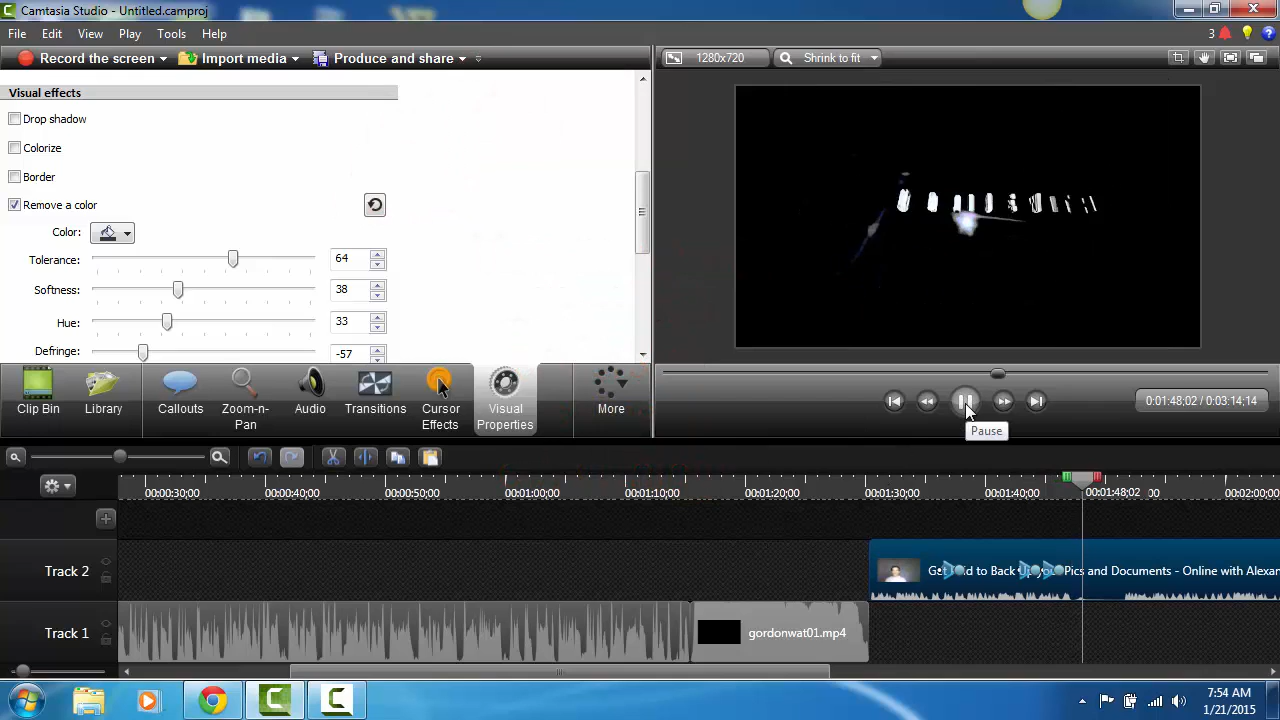 Camtasia Studio - Untitled.camproj
File Edit View Play Tools Help
3
Record the screen Import media Produce and share
1280x720 Shrink to fit
Visual effects
Drop shadow
Colorize
Border
Remove a color
Color:
Tolerance: 64
Softness: 38
Hue: 33
Defringe: -57
Clip Bin Library Callouts Zoom-n-Pan Audio Transitions Cursor Effects Visual Properties More
0:01:48;02 / 0:03:14;14
Pause
00:00:30;00 00:00:40;00 00:00:50;00 00:01:00;00 00:01:10;00 00:01:20;00 00:01:30;00 00:01:40;00 00:01:48;02 30 00:02:00;00
Track 2
Pics and Documents - Online with Alexan
Track 1
gordonwat01.mp4
7:54 AM
1/21/2015